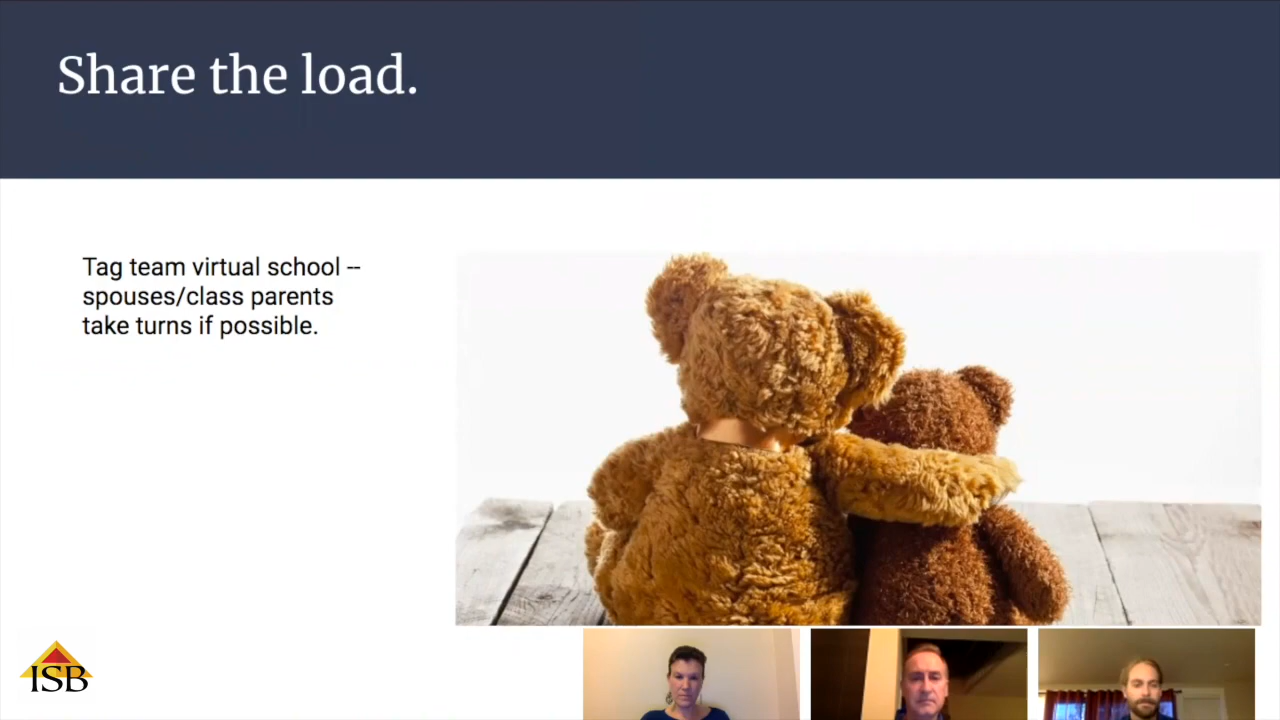 Share the load.
Tag team virtual school --
spouses/class parents
take turns if possible.
ISB